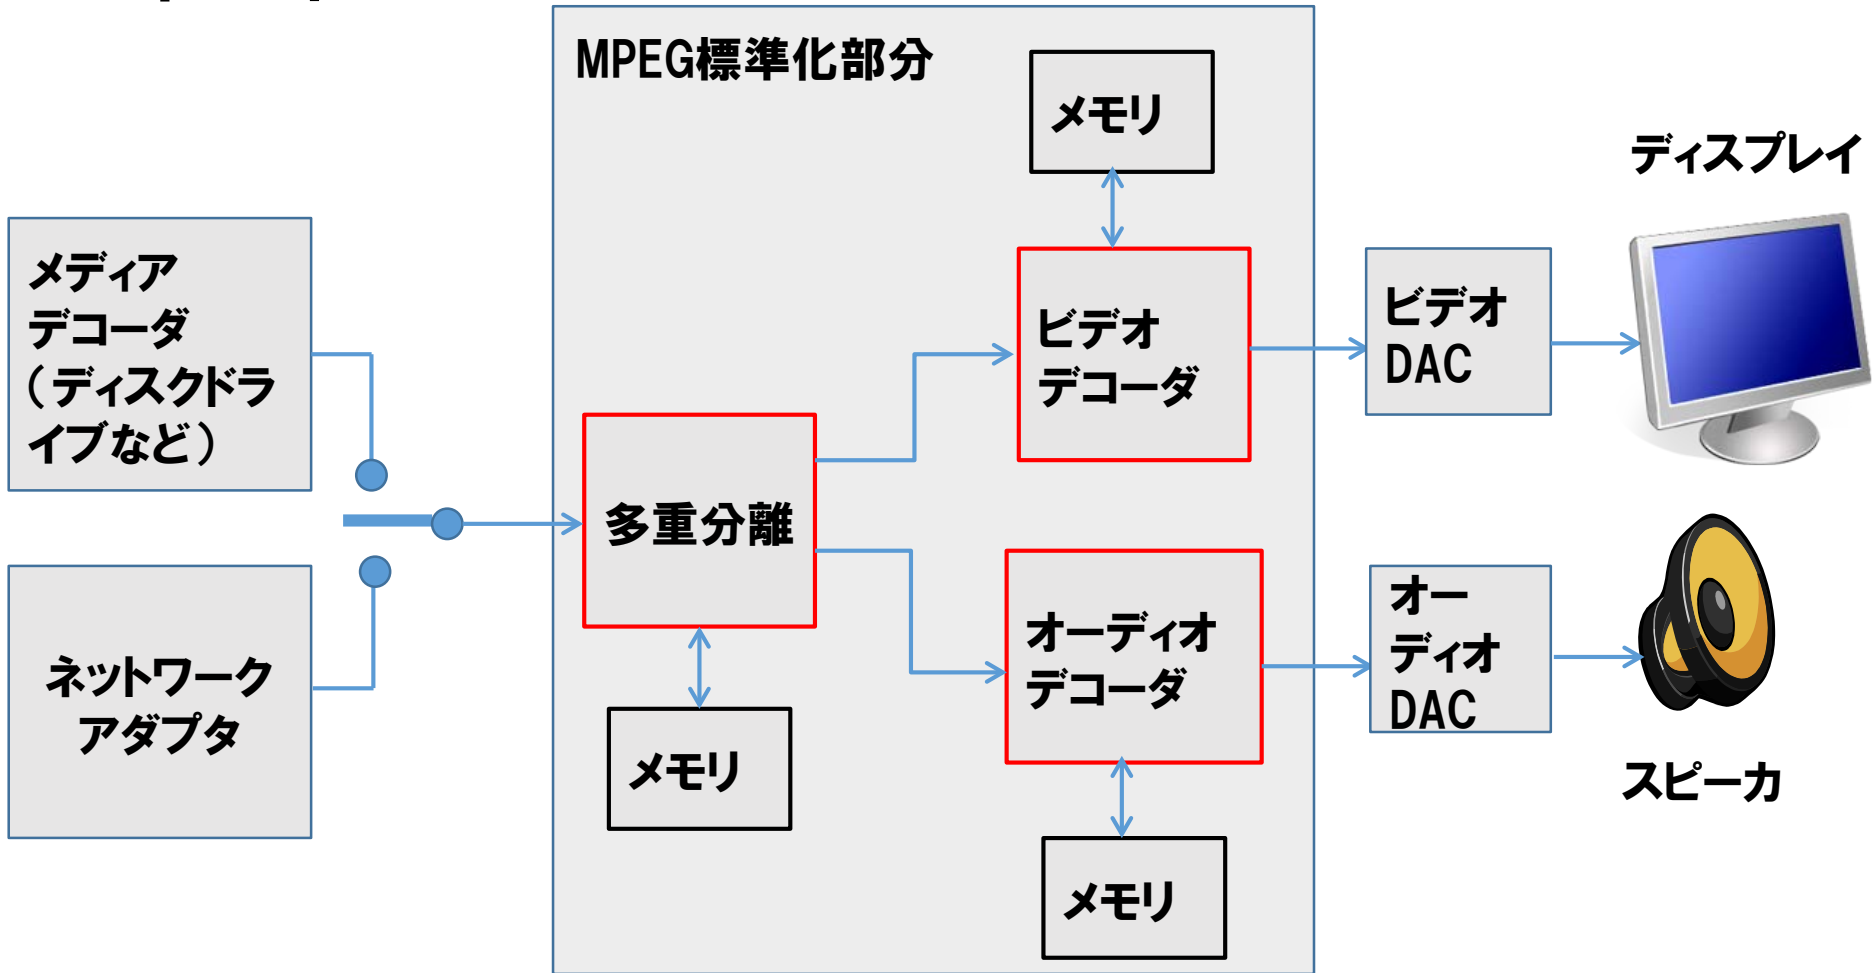 MPEG標準化部分
メモリ
ディスプレイ
メディア
デコーダ
（ディスクドラ
イブなど）
ビデオ
デコーダ
ビデオ
DAC
多重分離
ネットワーク
アダプタ
オーディオ
デコーダ
オー
ディオ
DAC
メモリ
スピーカ
メモリ